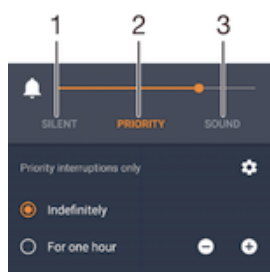 1 2 3
SILENT PRIORITY SOUND
Priority interruptions only
Indefinitely
For one hour